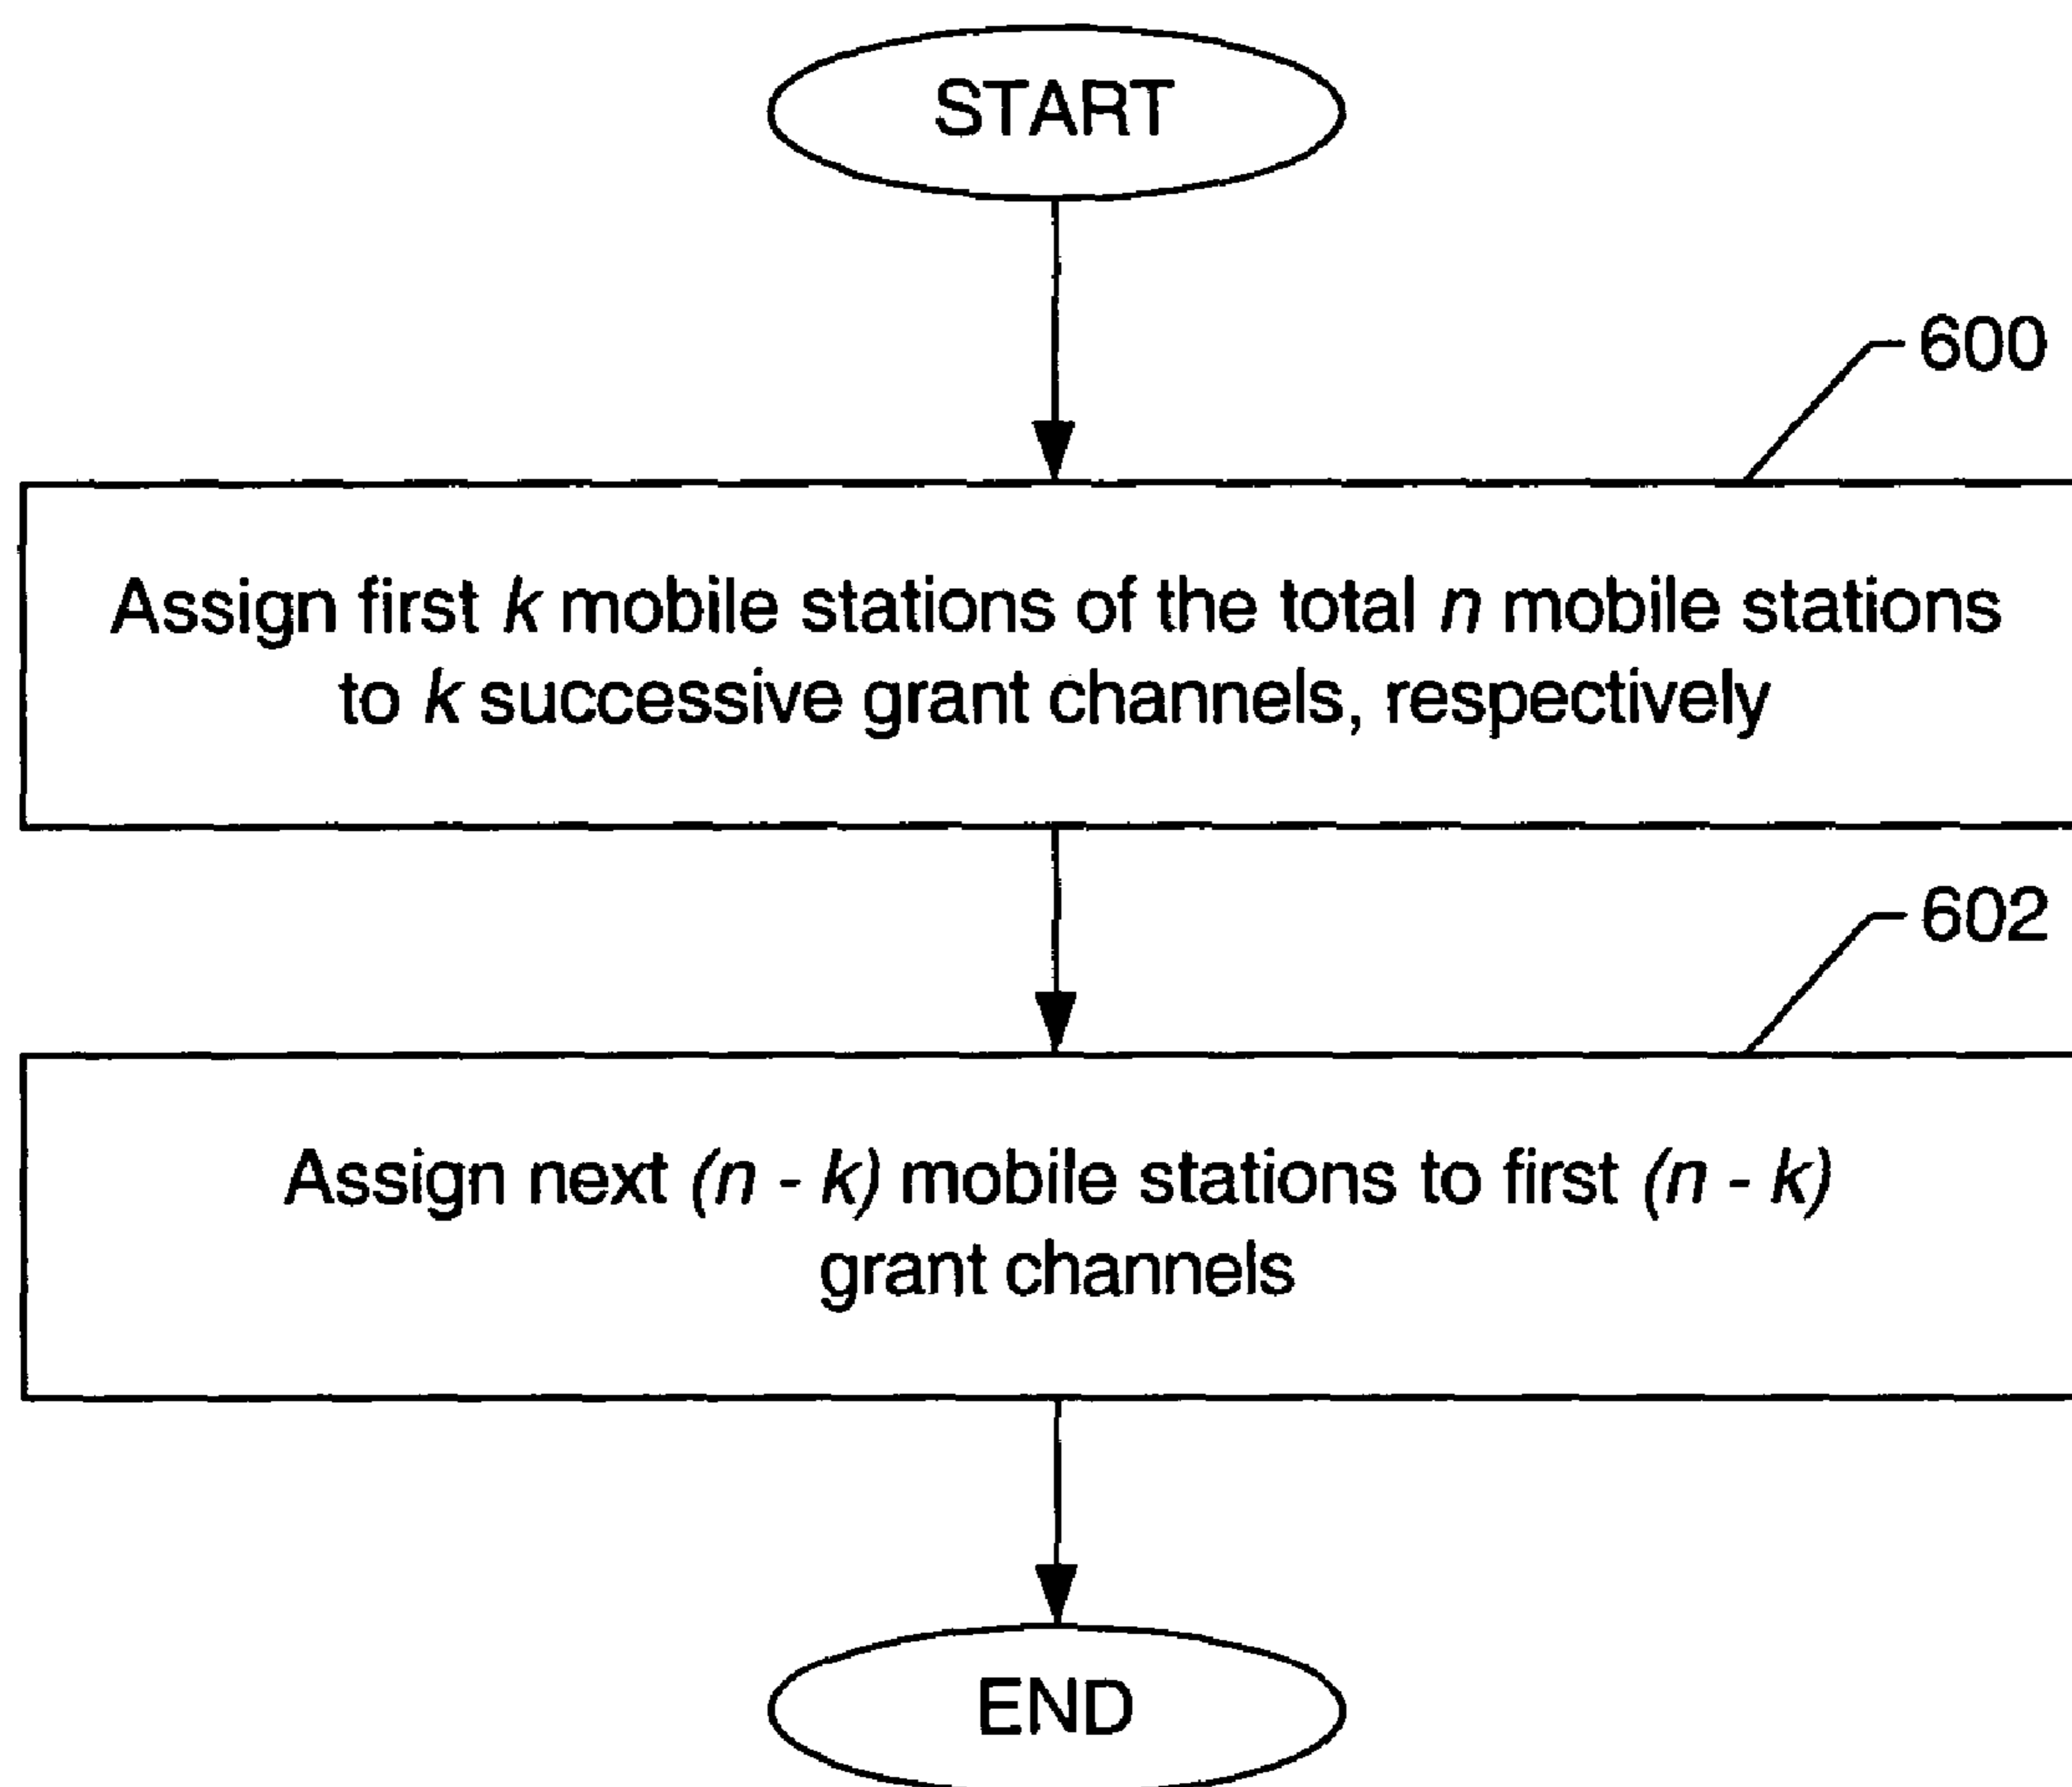 START
600
Assign first k mobile stations of the total n mobile stations
to k successive grant channels, respectively
602
Assign next (n - k) mobile stations to first (n - k)
grant channels
END